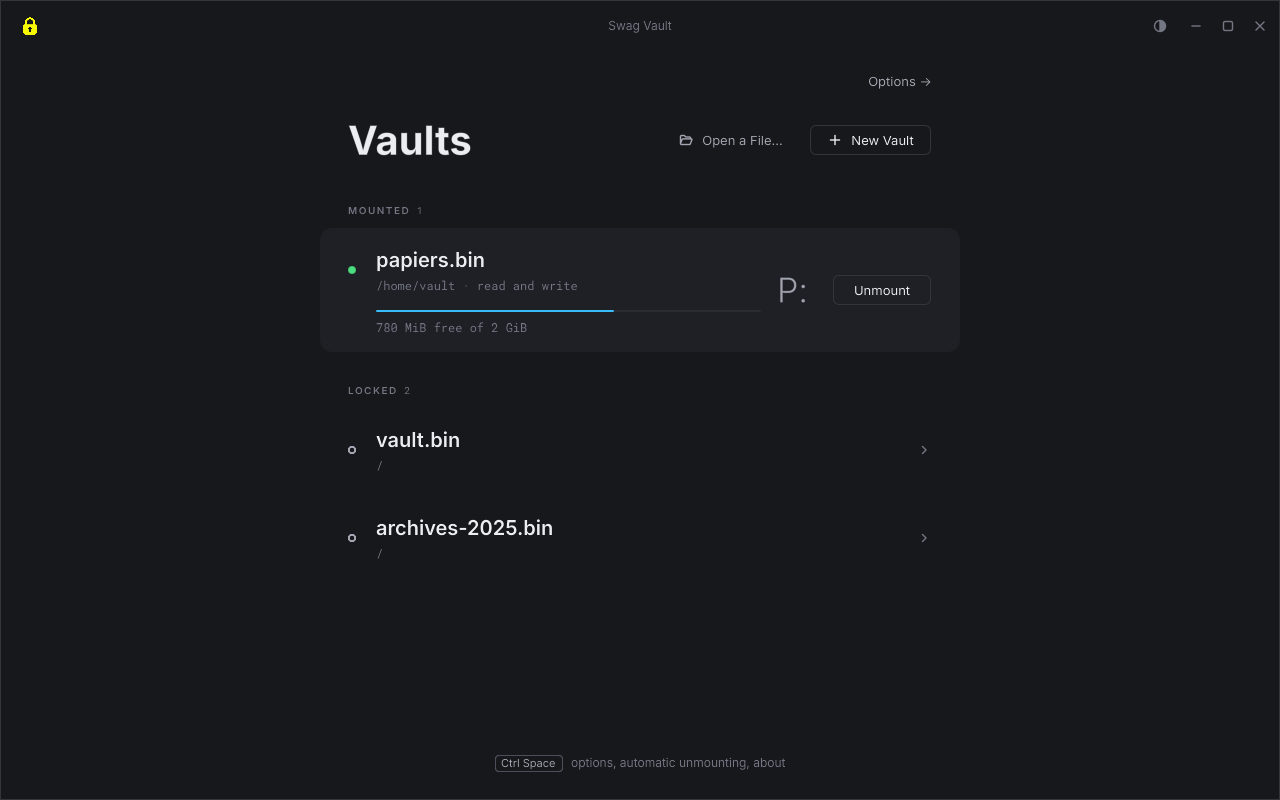 Swag Vault
Options →
Vaults
Open a File...
New Vault
MOUNTED 1
papiers.bin
/home/vault · read and write
780 MiB free of 2 GiB
P:
Unmount
LOCKED 2
vault.bin
/
archives-2025.bin
/
Ctrl Space options, automatic unmounting, about